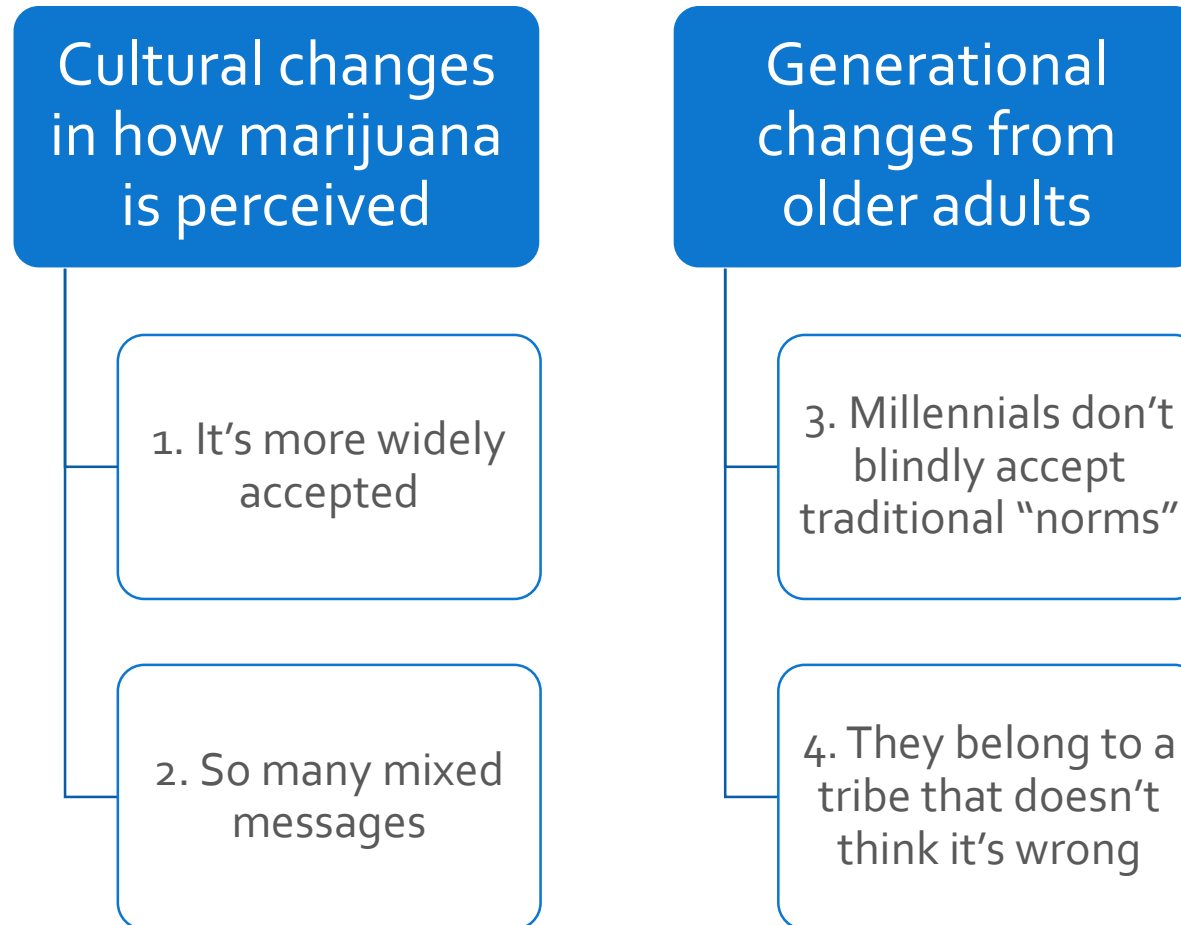 Cultural changes
in how marijuana
is perceived
1. It’s more widely
accepted
2. So many mixed
messages
Generational
changes from
older adults
3. Millennials don’t
blindly accept
traditional “norms”
4. They belong to a
tribe that doesn’t
think it’s wrong